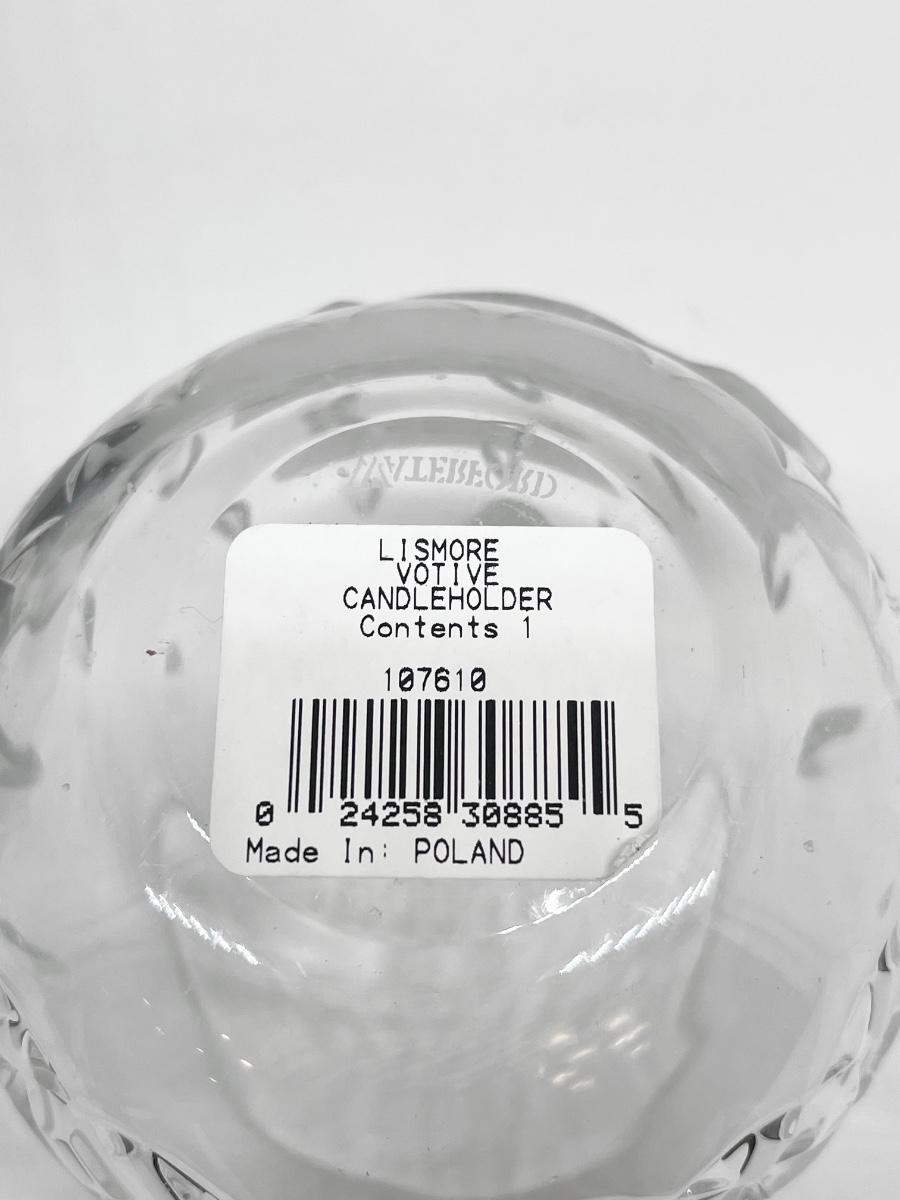 WATERFORD
LISMORE
VOTIVE
CANDLEHOLDER
Contents 1
107610
0 24258 30885 5
Made In: POLAND